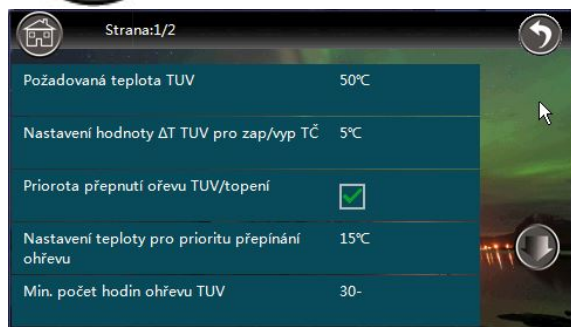 Strana:1/2
Požadovaná teplota TUV 50℃
Nastavení hodnoty ΔT TUV pro zap/vyp TČ 5℃
Priorota přepnutí ořevu TUV/topení
Nastavení teploty pro prioritu přepínání 15℃
ohřevu
Min. počet hodin ohřevu TUV 30-